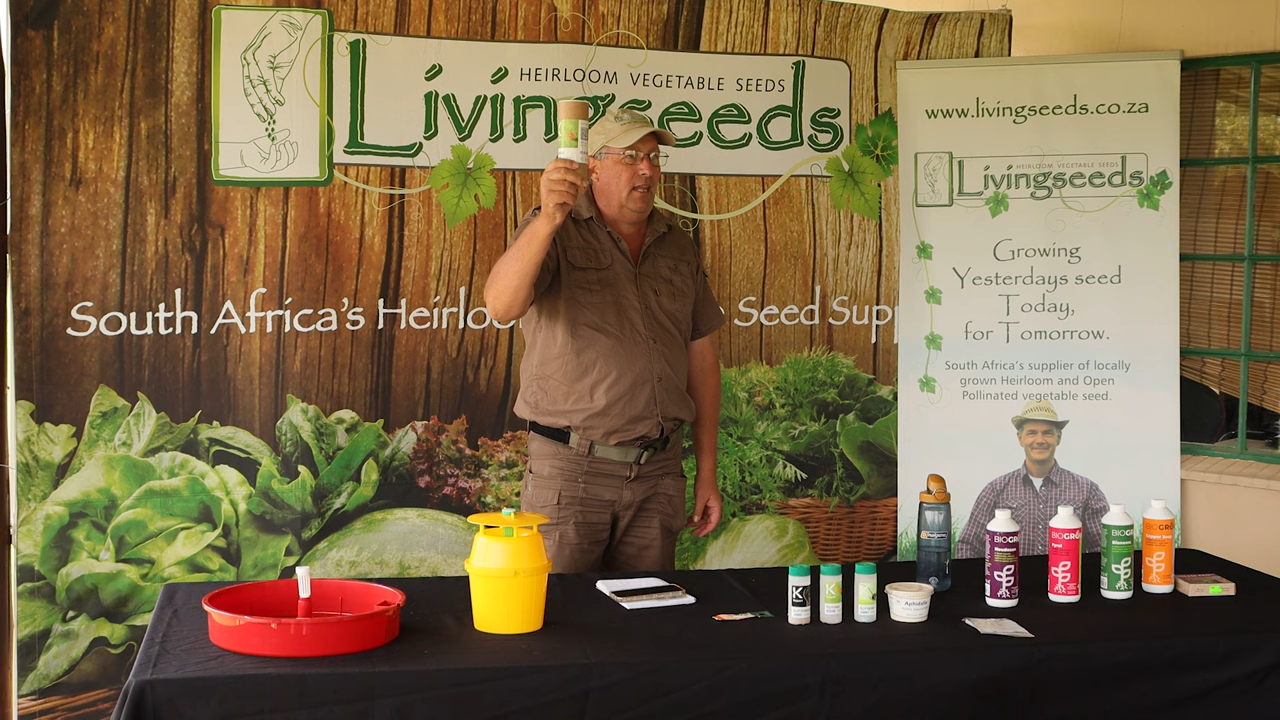 HEIRLOOM VEGETABLE SEEDS
Livingseeds
South Africa's Heirloo
Seed Supp
www.livingseeds.co.za
HEIRLOOM VEGETABLE SEEDS
Livingseeds
Growing
Yesterdays seed
Today,
for Tomorrow.
South Africa's supplier of locally
grown Heirloom and Open
Pollinated vegetable seed.
BIOGRO
BIOGRO
Pyrol
BIOGRO
BIOGRO
K
Aphidale